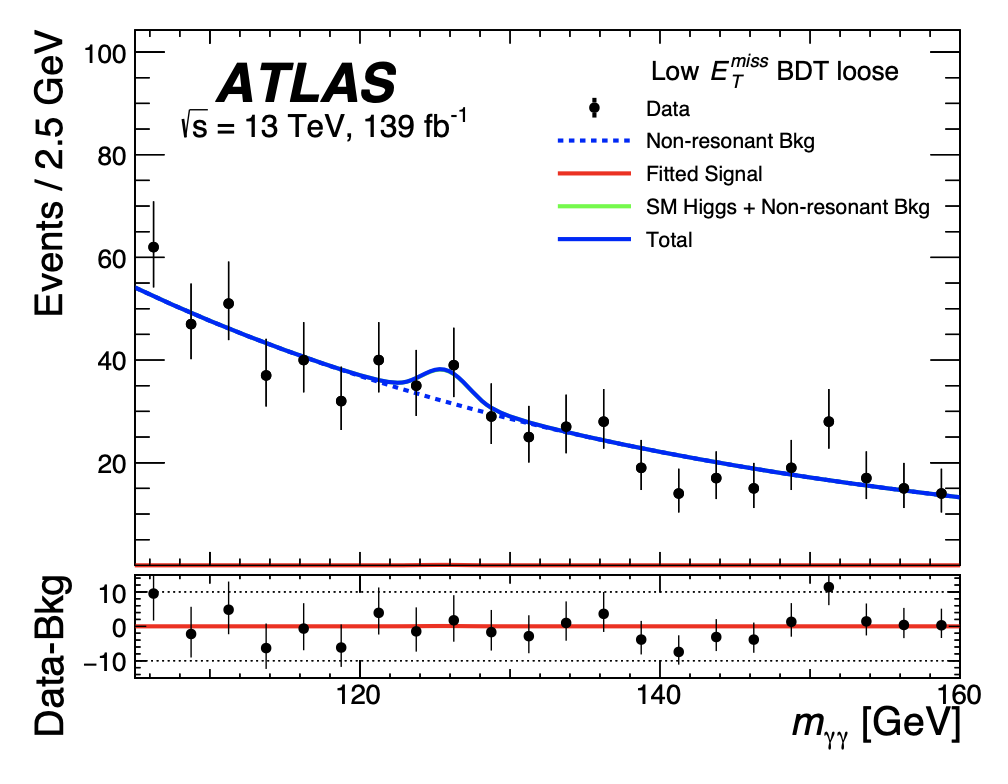 ATLAS
√s = 13 TeV, 139 fb⁻¹
Low E_T^miss BDT loose
Data
Non-resonant Bkg
Fitted Signal
SM Higgs + Non-resonant Bkg
Total
Events / 2.5 GeV
100
80
60
40
20
Data-Bkg
10
0
−10
120
140
160
m_γγ [GeV]